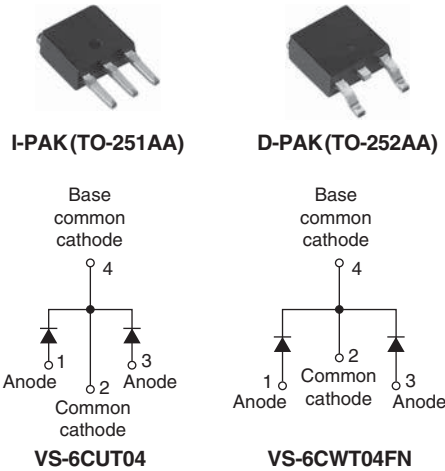 I-PAK (TO-251AA)
D-PAK (TO-252AA)
Base
common
cathode
4
1
Anode
2
Common
cathode
3
Anode
VS-6CUT04
Base
common
cathode
4
1
Anode
2
Common
cathode
3
Anode
VS-6CWT04FN